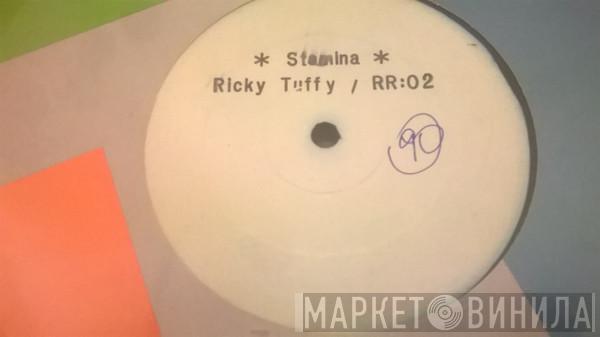 * Stamina *
Ricky Tuffy / RR:02
90
МАРКЕТ ВИНИЛА